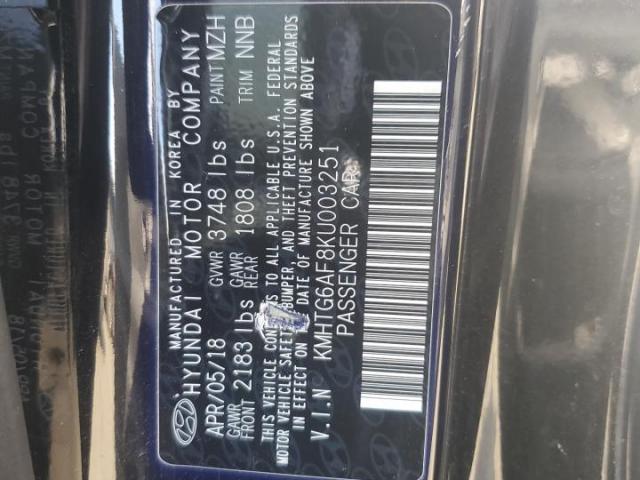 MANUFACTURED IN KOREA BY
HYUNDAI MOTOR COMPANY
APR/05/18 GVWR 3748 lbs PAINT MZH
GAWR FRONT 2183 lbs GAWR REAR 1808 lbs TRIM NNB
THIS VEHICLE CONFORMS TO ALL APPLICABLE U.S.A. FEDERAL
MOTOR VEHICLE SAFETY, BUMPER, AND THEFT PREVENTION STANDARDS
IN EFFECT ON DATE OF MANUFACTURE SHOWN ABOVE
V.I.N KMHTG6AF8KU003251
PASSENGER CAR